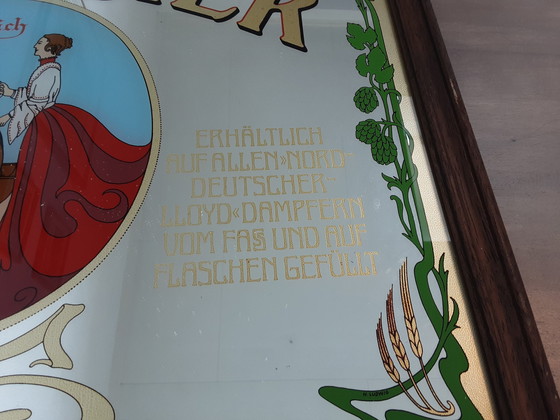 ERHÄLTLICH
AUF ALLEN »NORD-
DEUTSCHER-
LLOYD« DAMPFERN
VOM FASS UND AUF
FLASCHEN GEFÜLLT